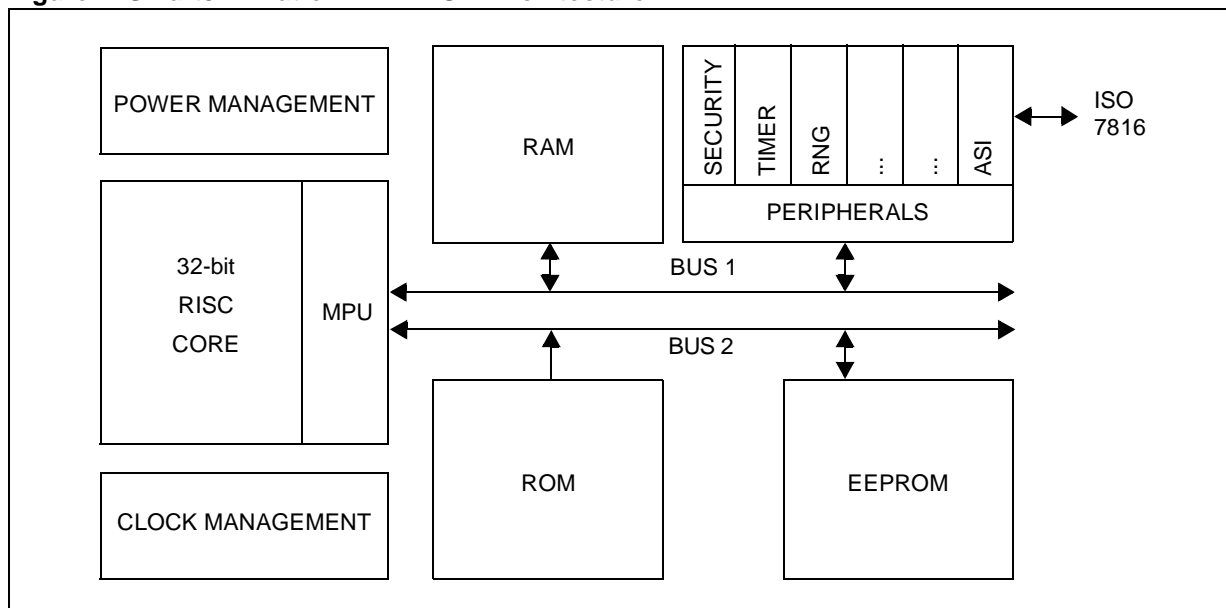 POWER MANAGEMENT
RAM
SECURITY
TIMER
RNG
...
...
ASI
PERIPHERALS
ISO
7816
32-bit
RISC
CORE
MPU
BUS 1
BUS 2
ROM
EEPROM
CLOCK MANAGEMENT